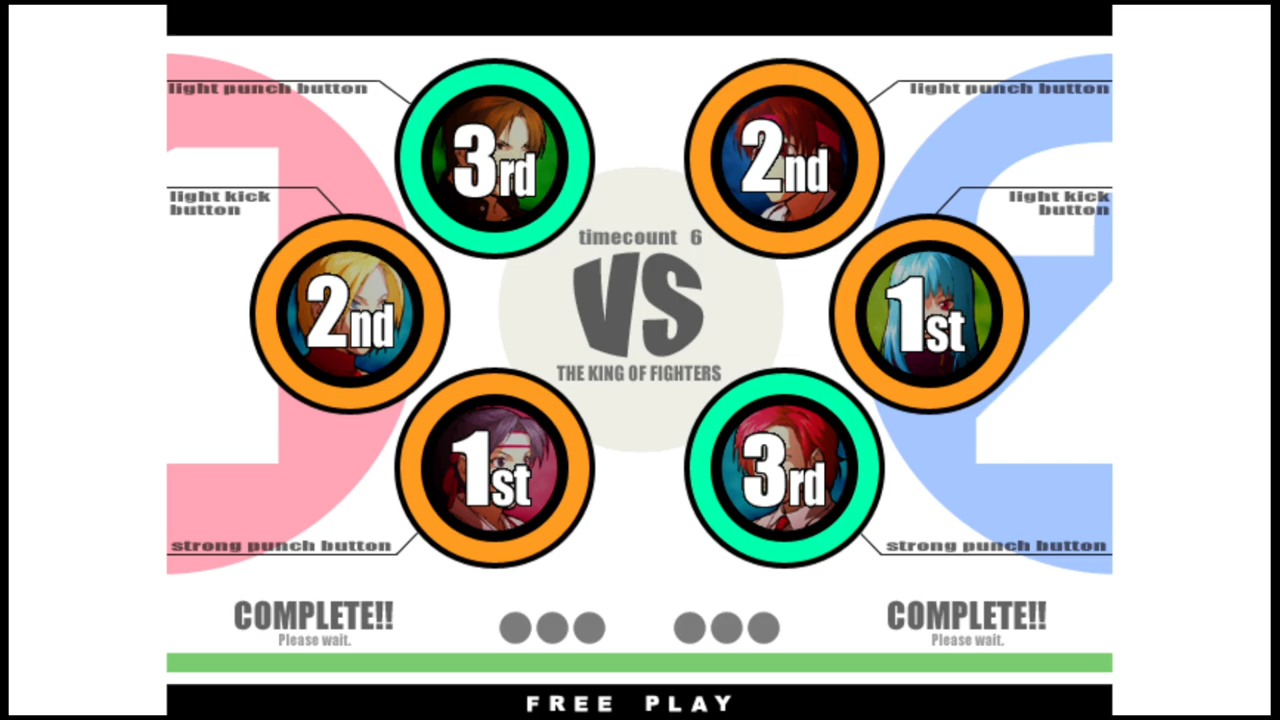 light punch button
3rd
2nd
light punch button
light kick
button
light kick
button
timecount 6
2nd
VS
1st
THE KING OF FIGHTERS
1st
3rd
strong punch button
strong punch button
COMPLETE!!
Please wait.
COMPLETE!!
Please wait.
FREE PLAY
1
2